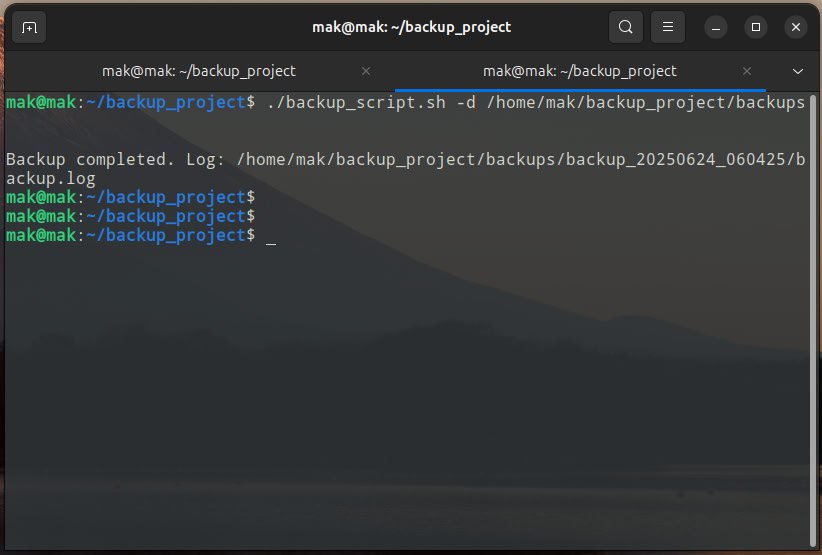 mak@mak: ~/backup_project
mak@mak: ~/backup_project
mak@mak: ~/backup_project
mak@mak:~/backup_project$ ./backup_script.sh -d /home/mak/backup_project/backups
Backup completed. Log: /home/mak/backup_project/backups/backup_20250624_060425/b
ackup.log
mak@mak:~/backup_project$
mak@mak:~/backup_project$
mak@mak:~/backup_project$ _